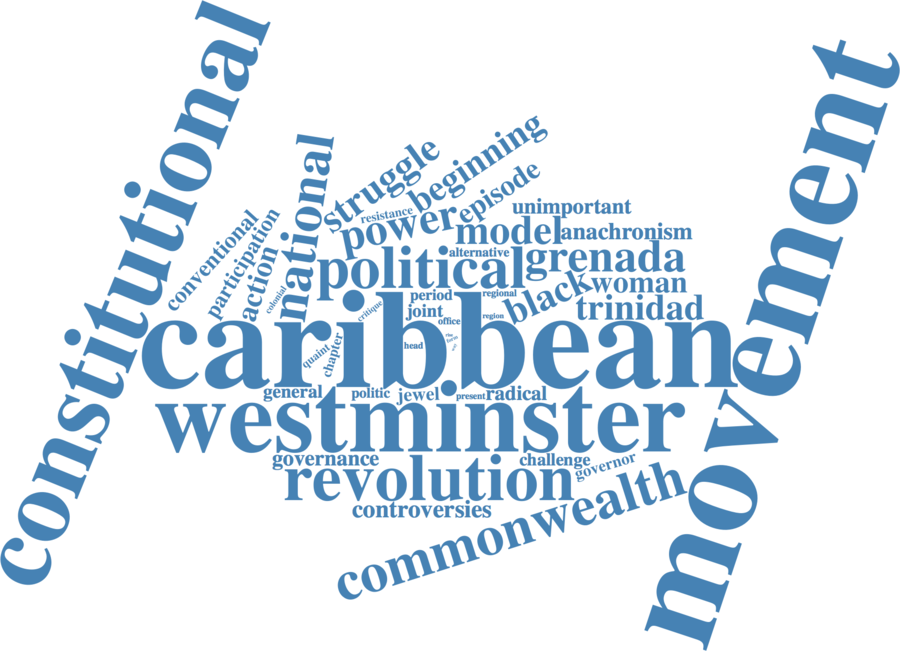 constitutional
movement
struggle
beginning
national
resistance
power
episode
unimportant
conventional
participation
action
colonial
model
anachronism
political
alternative
grenada
black
woman
trinidad
period
regional
critique
joint
office
region
caribbean
quaint
chapter
head
general
politic
jewel
present
radical
westminster
governance
challenge
governor
revolution
controversies
commonwealth